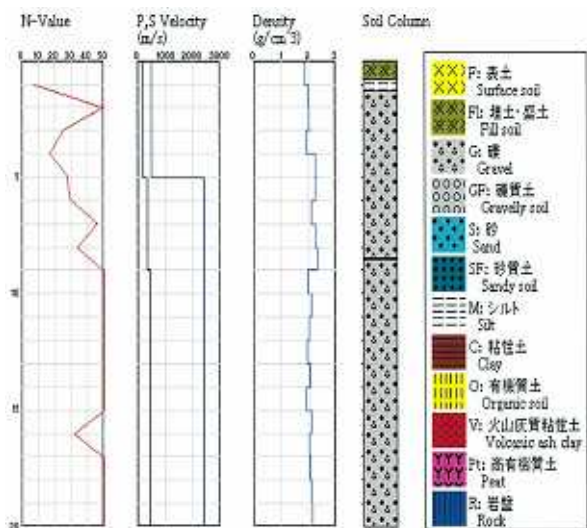 N-Value
P,S Velocity
(m/s)
Density
(g/cm^3)
Soil Column
0 10 20 30 40 50
0 1000 2000 3000
0 1 2 3 4
F: 表土
Surface soil
Fl: 埋土・盛土
Fill soil
G: 礫
Gravel
GF: 礫質土
Gravelly soil
S: 砂
Sand
SF: 砂質土
Sandy soil
M: シルト
Silt
C: 粘性土
Clay
O: 有機質土
Organic soil
V: 火山灰質粘性土
Volcanic ash clay
Pt: 高有機質土
Peat
R: 岩盤
Rock